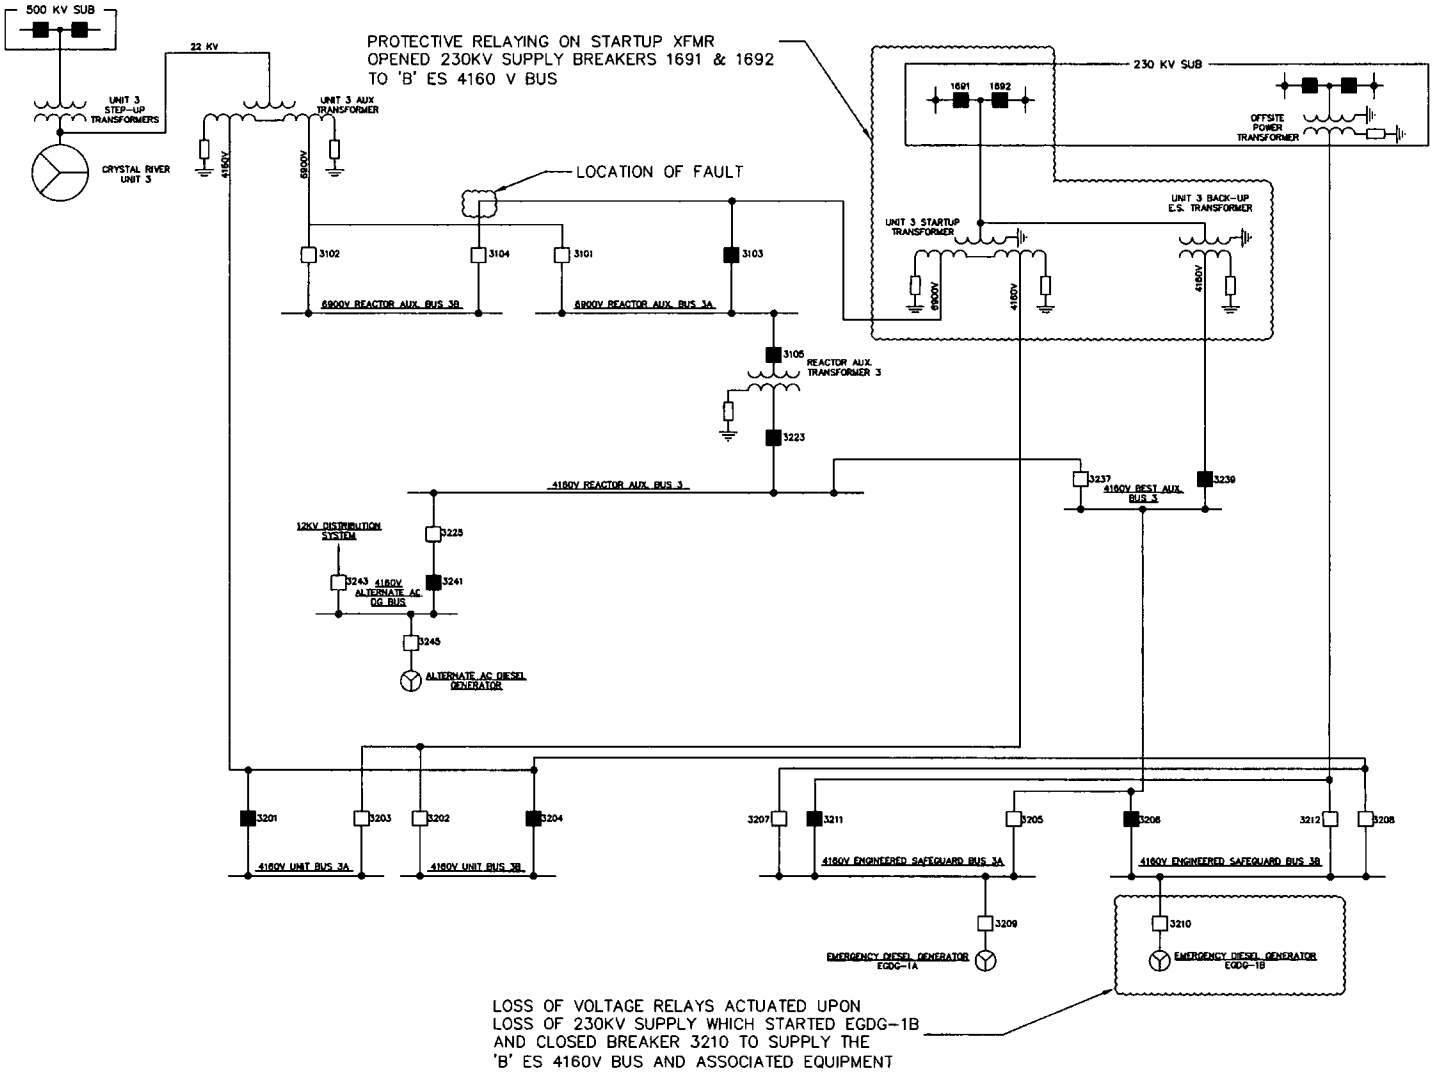 500 KV SUB
22 KV
UNIT 3
STEP-UP
TRANSFORMERS
UNIT 3 AUX
TRANSFORMER
CRYSTAL RIVER
UNIT 3
4160V
6900V
PROTECTIVE RELAYING ON STARTUP XFMR
OPENED 230KV SUPPLY BREAKERS 1691 & 1692
TO 'B' ES 4160 V BUS
230 KV SUB
1691
1692
OFFSITE
POWER
TRANSFORMER
LOCATION OF FAULT
UNIT 3 BACK-UP
E.S. TRANSFORMER
UNIT 3 STARTUP
TRANSFORMER
6900V
4160V
4160V
3102
3104
3101
3103
6900V REACTOR AUX. BUS 3B
6900V REACTOR AUX. BUS 3A
3105
REACTOR AUX.
TRANSFORMER 3
3223
4160V REACTOR AUX. BUS 3
3237
3239
4160V BEST AUX.
BUS 3
12KV DISTRIBUTION
SYSTEM
3225
3243
3241
4160V
ALTERNATE AC
DG BUS
3245
ALTERNATE AC DIESEL
GENERATOR
3201
3203
3202
3204
3207
3211
3205
3206
3212
3208
4160V UNIT BUS 3A
4160V UNIT BUS 3B
4160V ENGINEERED SAFEGUARD BUS 3A
4160V ENGINEERED SAFEGUARD BUS 3B
3209
3210
EMERGENCY DIESEL GENERATOR
EGDG-1A
EMERGENCY DIESEL GENERATOR
EGDG-1B
LOSS OF VOLTAGE RELAYS ACTUATED UPON
LOSS OF 230KV SUPPLY WHICH STARTED EGDG-1B
AND CLOSED BREAKER 3210 TO SUPPLY THE
'B' ES 4160V BUS AND ASSOCIATED EQUIPMENT